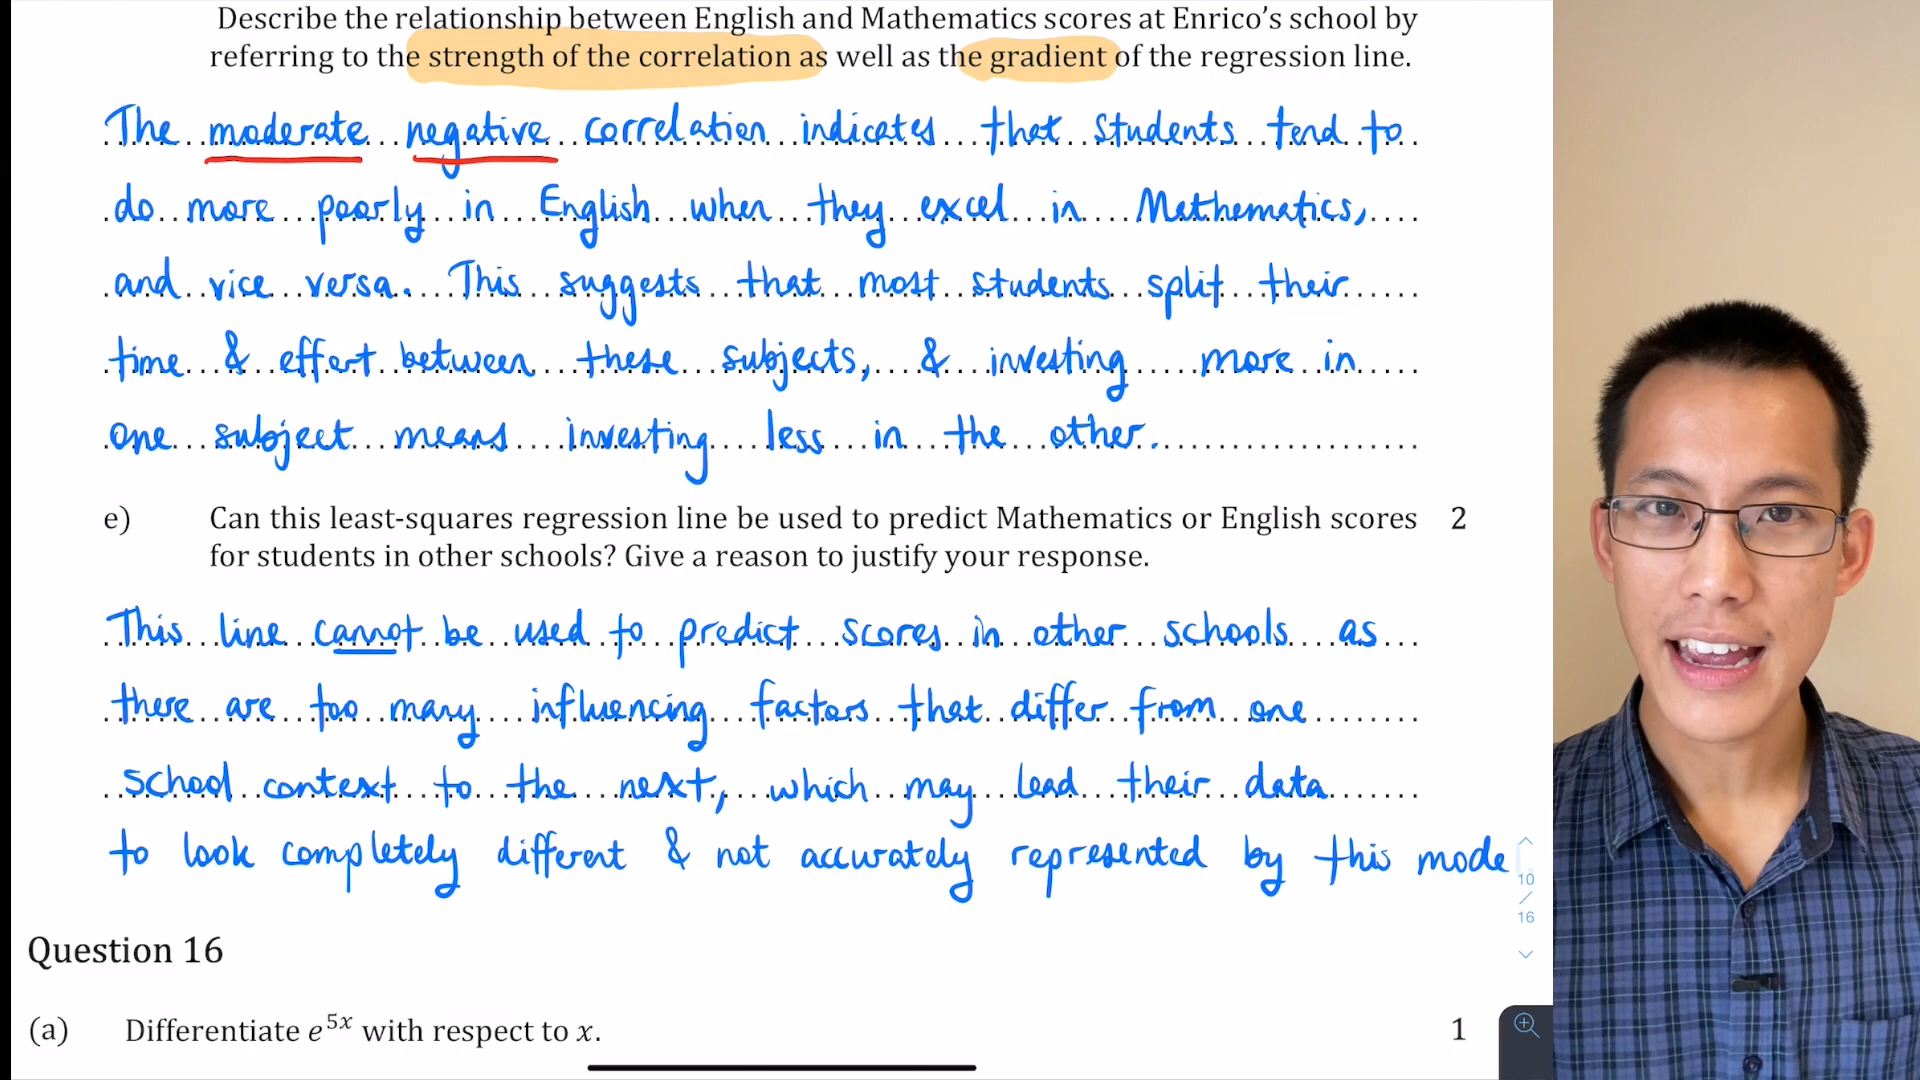 Describe the relationship between English and Mathematics scores at Enrico's school by
referring to the strength of the correlation as well as the gradient of the regression line.
The moderate negative correlation indicates that students tend to
do more poorly in English when they excel in Mathematics,
and vice versa. This suggests that most students split their
time & effort between these subjects, & investing more in
one subject means investing less in the other.
e) Can this least-squares regression line be used to predict Mathematics or English scores 2
for students in other schools? Give a reason to justify your response.
This line cannot be used to predict scores in other schools as
there are too many influencing factors that differ from one
school context to the next, which may lead their data
to look completely different & not accurately represented by this mode
10
/
16
Question 16
(a) Differentiate e^{5x} with respect to x. 1